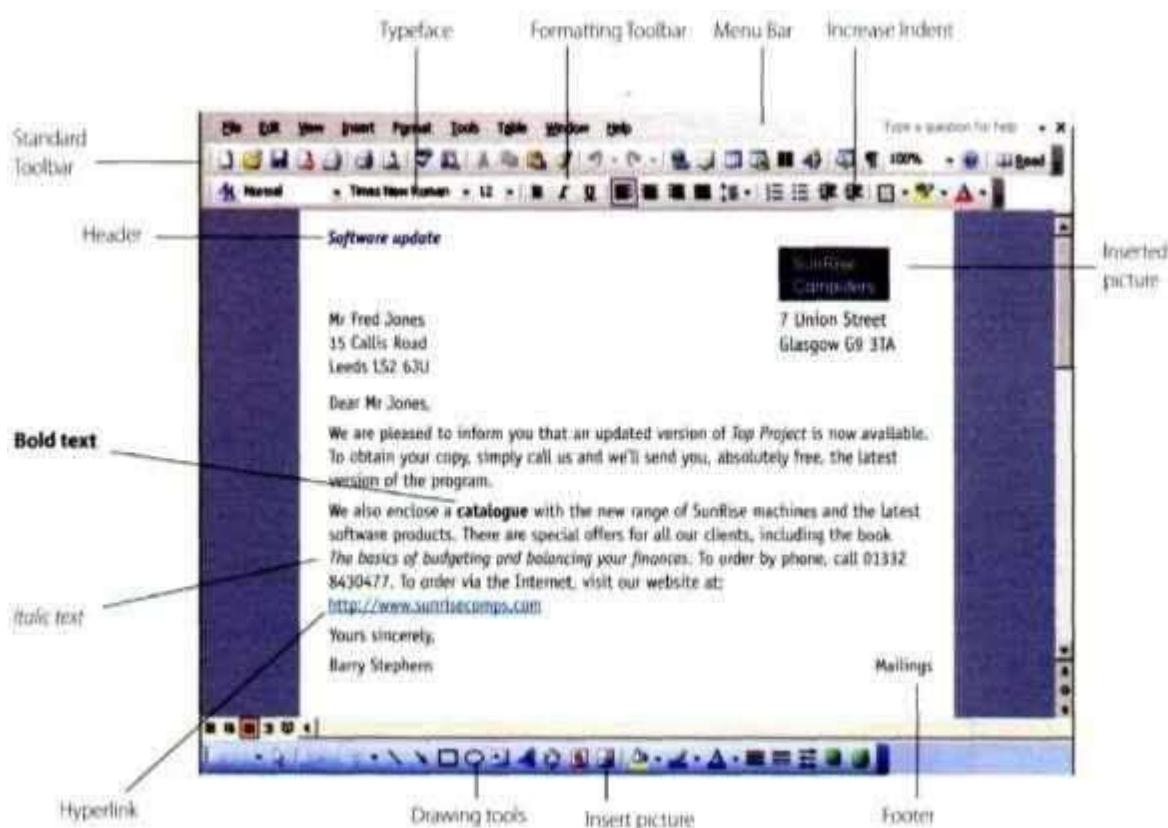 Typeface Formatting Toolbar Menu Bar Increase Indent
Standard
Toolbar
File Edit View Insert Format Tools Table Window Help
Type a question for help
100% Read
Normal Times New Roman 12 B I U
Header
Software update
SunRise
Computers
Inserted
picture
Mr Fred Jones
15 Callis Road
Leeds LS2 6JU
7 Union Street
Glasgow G9 3TA
Dear Mr Jones,
Bold text
We are pleased to inform you that an updated version of Top Project is now available.
To obtain your copy, simply call us and we'll send you, absolutely free, the latest
version of the program.
We also enclose a catalogue with the new range of SunRise machines and the latest
software products. There are special offers for all our clients, including the book
The basics of budgeting and balancing your finances. To order by phone, call 01332
8430477. To order via the Internet, visit our website at:
http://www.sunrisecomps.com
Italic text
Yours sincerely,
Barry Stephern
Mailings
Hyperlink
Drawing tools
Insert picture
Footer